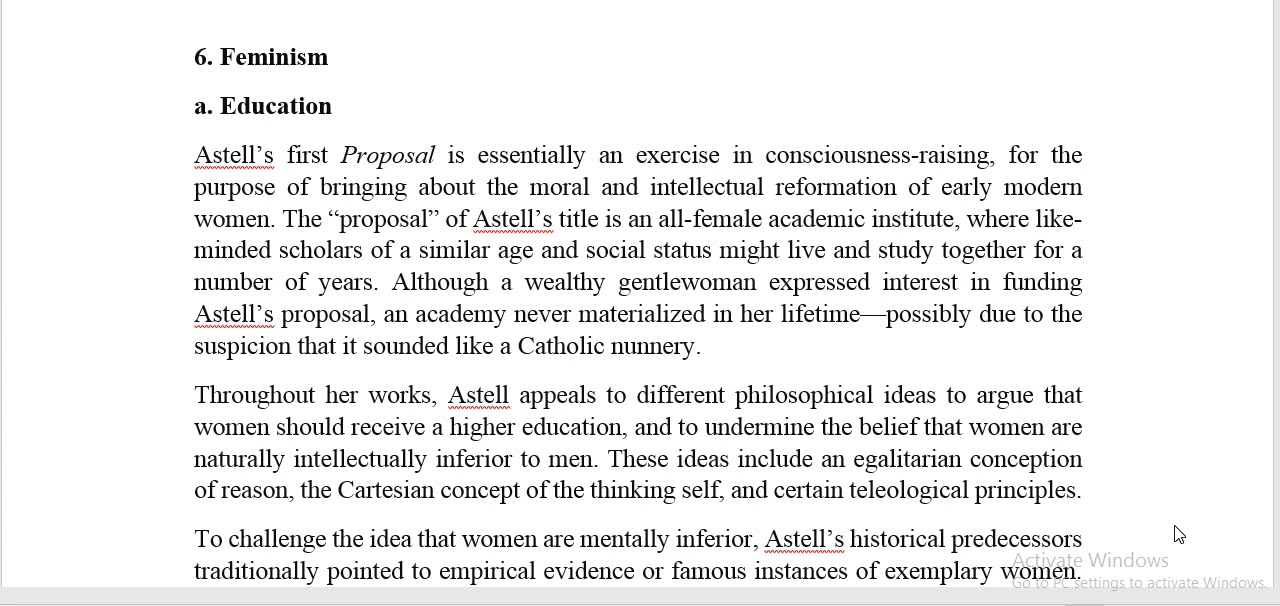 6. Feminism
a. Education
Astell’s first Proposal is essentially an exercise in consciousness-raising, for the
purpose of bringing about the moral and intellectual reformation of early modern
women. The “proposal” of Astell’s title is an all-female academic institute, where like-
minded scholars of a similar age and social status might live and study together for a
number of years. Although a wealthy gentlewoman expressed interest in funding
Astell’s proposal, an academy never materialized in her lifetime—possibly due to the
suspicion that it sounded like a Catholic nunnery.
Throughout her works, Astell appeals to different philosophical ideas to argue that
women should receive a higher education, and to undermine the belief that women are
naturally intellectually inferior to men. These ideas include an egalitarian conception
of reason, the Cartesian concept of the thinking self, and certain teleological principles.
To challenge the idea that women are mentally inferior, Astell’s historical predecessors
traditionally pointed to empirical evidence or famous instances of exemplary women.
Activate Windows
Go to PC settings to activate Windows.